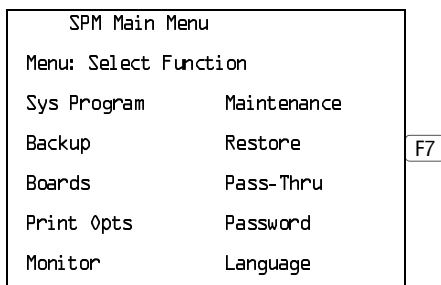 SPM Main Menu
Menu: Select Function
Sys Program Maintenance
Backup Restore F7
Boards Pass-Thru
Print Opts Password
Monitor Language